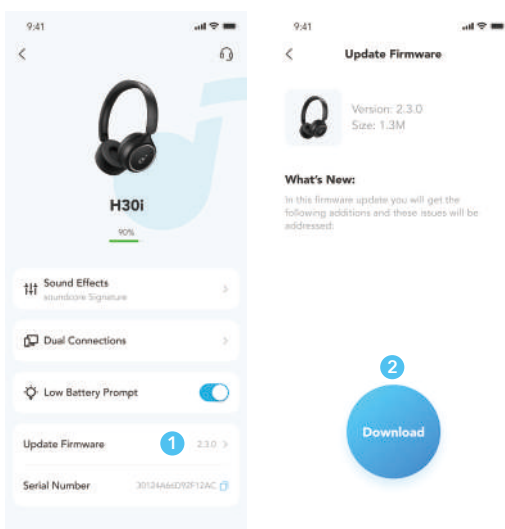 9:41
H30i
90%
Sound Effects
soundcore Signature
Dual Connections
Low Battery Prompt
Update Firmware 1 2.3.0
Serial Number 30124A66D92F12AC
9:41
Update Firmware
Version: 2.3.0
Size: 1.3M
What's New:
In this firmware update you will get the
following additions and these issues will be
addressed:
2
Download